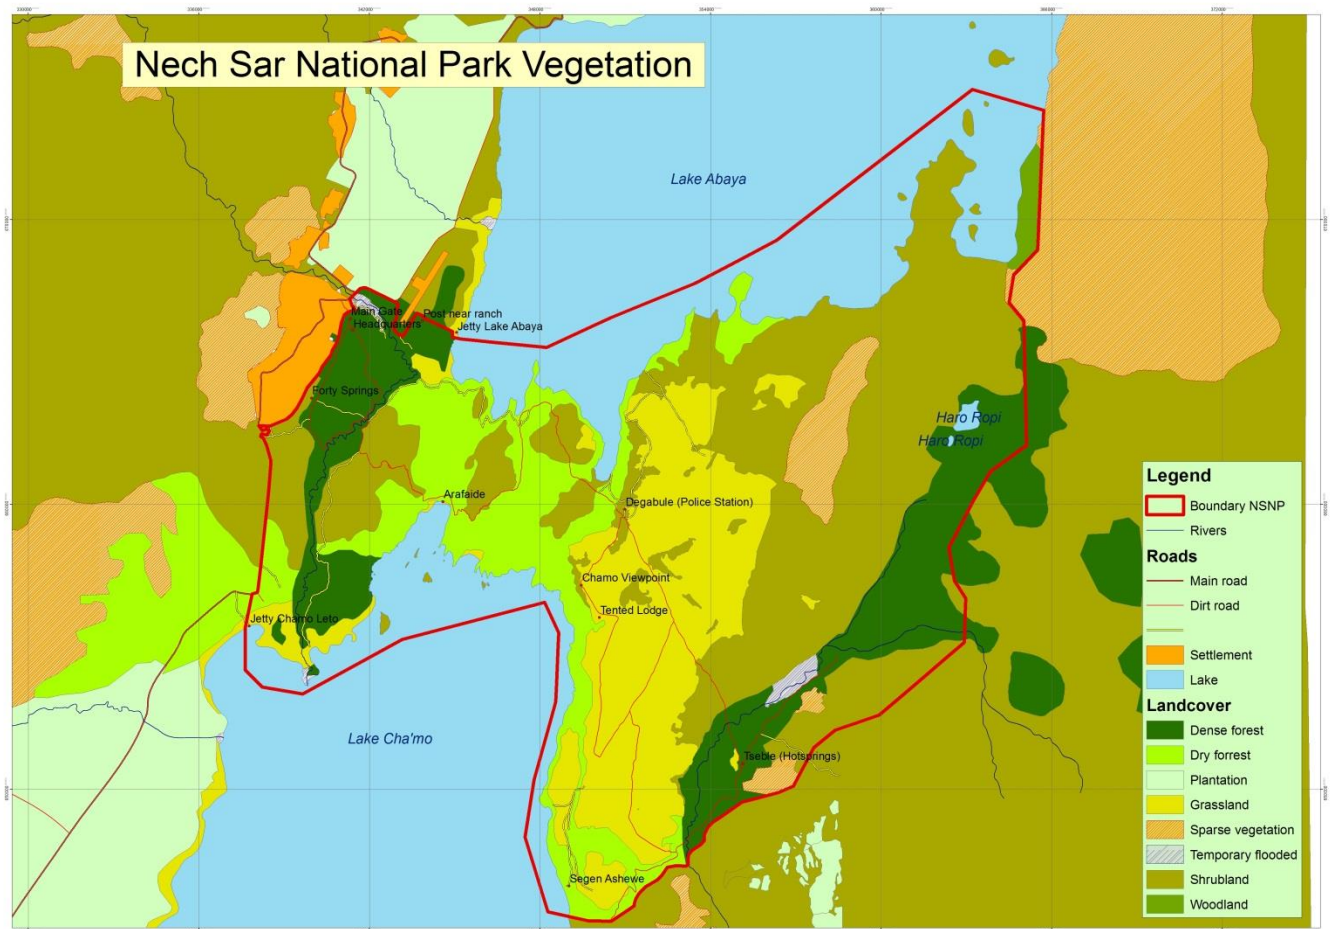 Nech Sar National Park Vegetation
Lake Abaya
Main Gate
Headquarters
Post near ranch
Jetty Lake Abaya
Forty Springs
Haro Ropi
Haro Ropi
Arafaide
Degabule (Police Station)
Chamo Viewpoint
Tented Lodge
Jetty Chamo Leto
Lake Cha'mo
Tseble (Hotsprings)
Segen Ashewe
Legend
Boundary NSNP
Rivers
Roads
Main road
Dirt road
Settlement
Lake
Landcover
Dense forest
Dry forrest
Plantation
Grassland
Sparse vegetation
Temporary flooded
Shrubland
Woodland